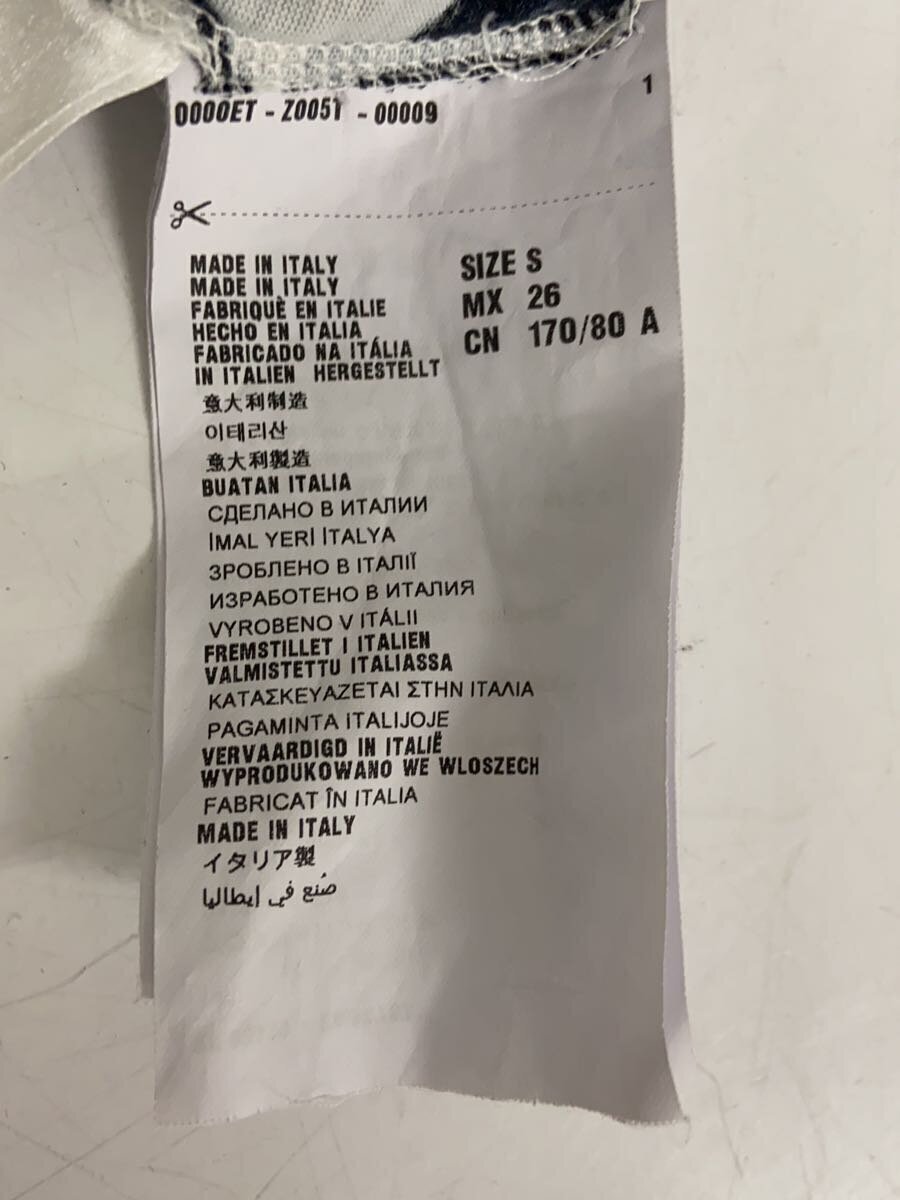 0000ET - Z0051 - 00009
1
MADE IN ITALY
MADE IN ITALY
FABRIQUÈ EN ITALIE
HECHO EN ITALIA
FABRICADO NA ITÁLIA
IN ITALIEN HERGESTELLT
SIZE S
MX 26
CN 170/80 A
意大利制造
이태리산
意大利製造
BUATAN ITALIA
СДЕЛАНО В ИТАЛИИ
İMAL YERİ İTALYA
ЗРОБЛЕНО В ІТАЛІЇ
ИЗРАБОТЕНО В ИТАЛИЯ
VYROBENO V ITÁLII
FREMSTILLET I ITALIEN
VALMISTETTU ITALIASSA
ΚΑΤΑΣΚΕΥΑΖΕΤΑΙ ΣΤΗΝ ΙΤΑΛΙΑ
PAGAMINTA ITALIJOJE
VERVAARDIGD IN ITALIË
WYPRODUKOWANO WE WLOSZECH
FABRICAT ÎN ITALIA
MADE IN ITALY
イタリア製
صُنع في إيطاليا